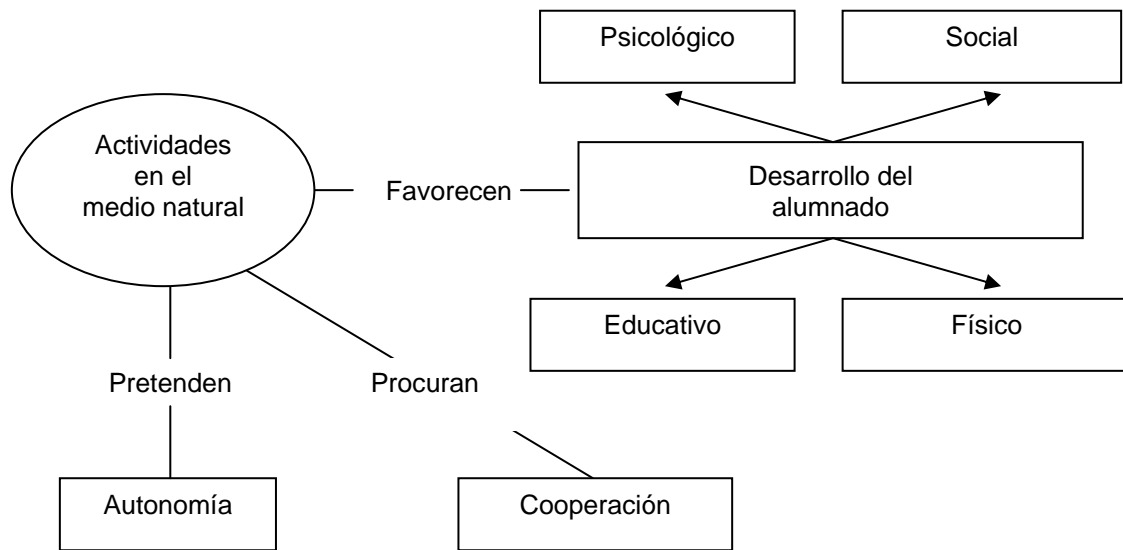 Psicológico
Social
Actividades
en el
medio natural
Favorecen
Desarrollo del
alumnado
Educativo
Físico
Pretenden
Procuran
Autonomía
Cooperación